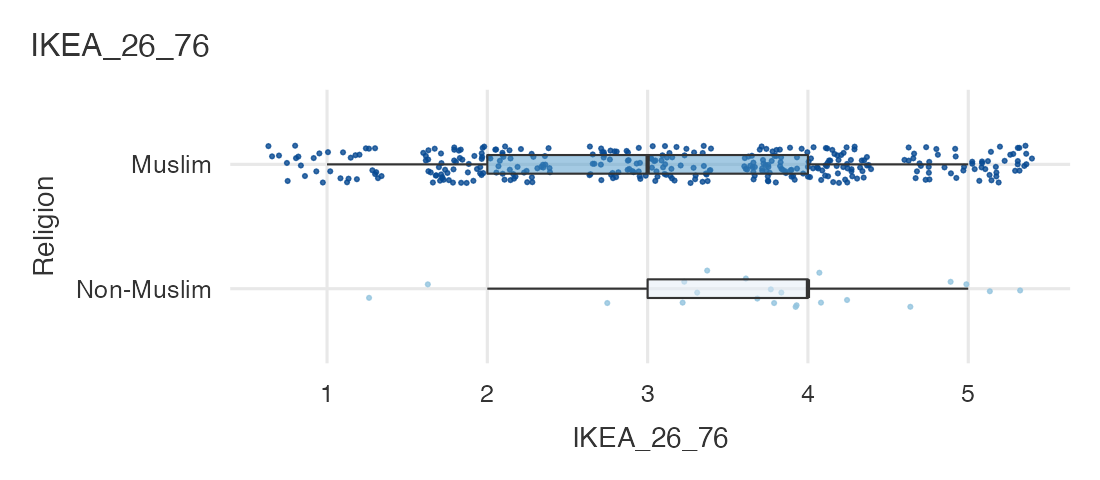 IKEA_26_76
Religion
Muslim
Non-Muslim
1 2 3 4 5
IKEA_26_76